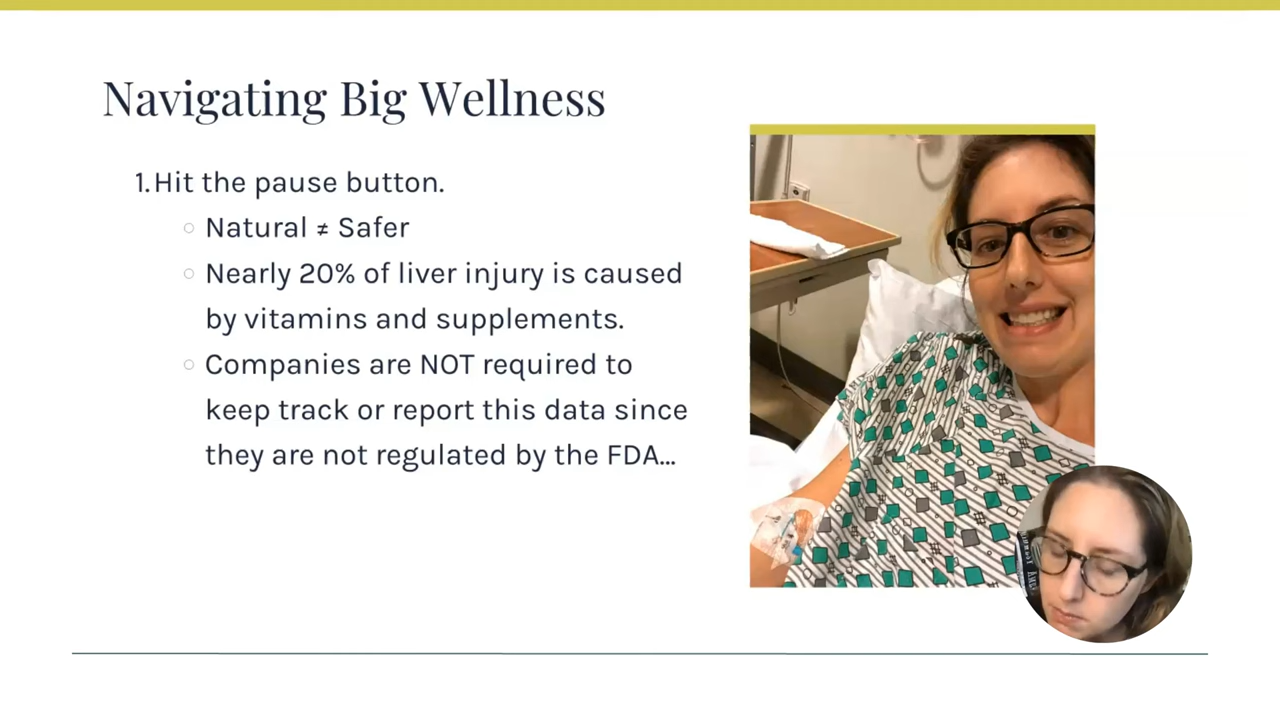 Navigating Big Wellness
1. Hit the pause button.
○ Natural ≠ Safer
○ Nearly 20% of liver injury is caused
by vitamins and supplements.
○ Companies are NOT required to
keep track or report this data since
they are not regulated by the FDA...